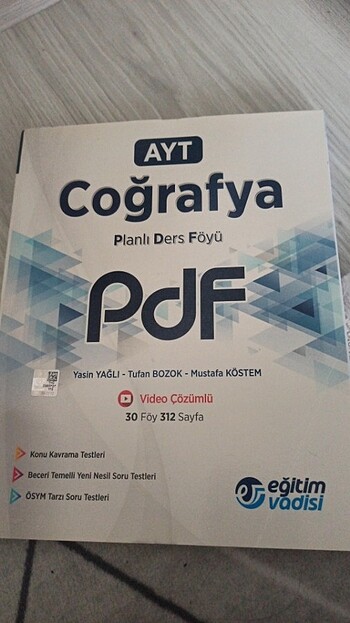 AYT
Coğrafya
Planlı Ders Föyü
PdF
Yasin YAĞLI - Tufan BOZOK - Mustafa KÖSTEM
Video Çözümlü
30 Föy 312 Sayfa
Konu Kavrama Testleri
Beceri Temelli Yeni Nesil Soru Testleri
ÖSYM Tarzı Soru Testleri
eğitim
vadisi